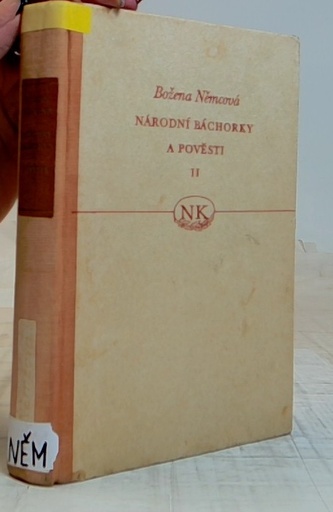 Božena Němcová
NÁRODNÍ BÁCHORKY
A POVĚSTI
II
NK
NĚM